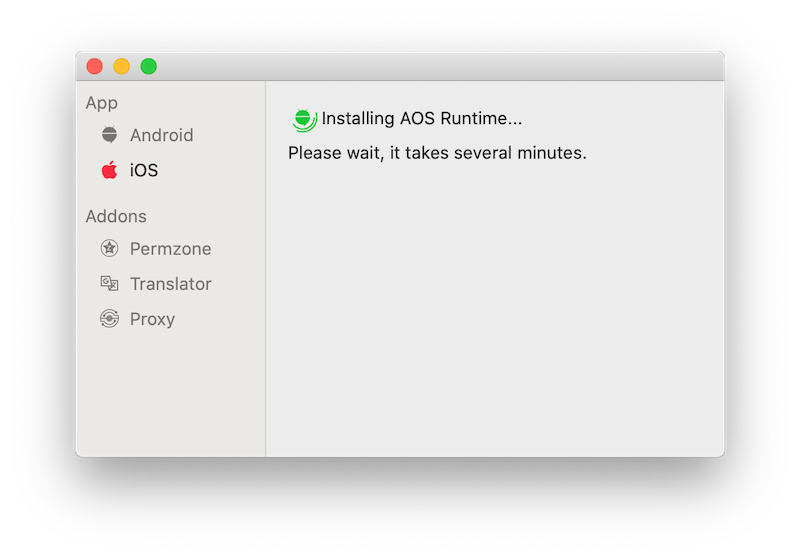 App
Android
iOS
Addons
Permzone
Translator
Proxy
Installing AOS Runtime...
Please wait, it takes several minutes.